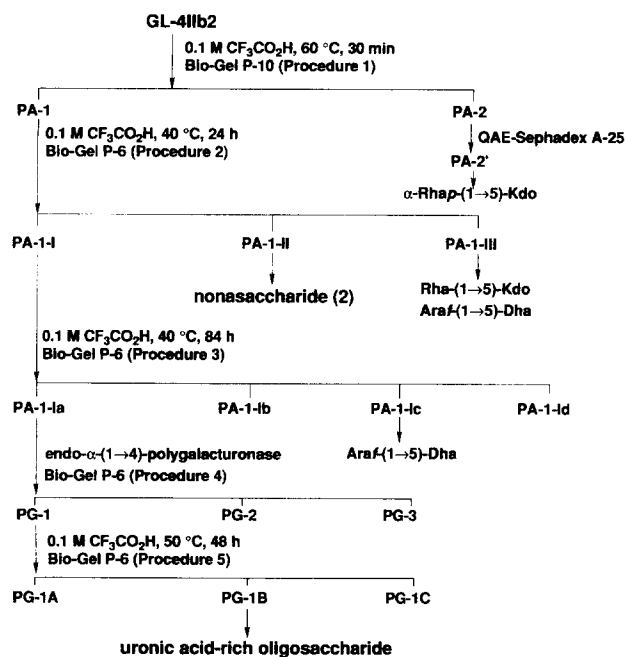 GL-4IIb2
0.1 M CF₃CO₂H, 60 °C, 30 min
Bio-Gel P-10 (Procedure 1)
PA-1
PA-2
0.1 M CF₃CO₂H, 40 °C, 24 h
Bio-Gel P-6 (Procedure 2)
QAE-Sephadex A-25
PA-2'
α-Rhap-(1→5)-Kdo
PA-1-I
PA-1-II
PA-1-III
nonasaccharide (2)
Rha-(1→5)-Kdo
Araf-(1→5)-Dha
0.1 M CF₃CO₂H, 40 °C, 84 h
Bio-Gel P-6 (Procedure 3)
PA-1-Ia
PA-1-Ib
PA-1-Ic
PA-1-Id
endo-α-(1→4)-polygalacturonase
Bio-Gel P-6 (Procedure 4)
Araf-(1→5)-Dha
PG-1
PG-2
PG-3
0.1 M CF₃CO₂H, 50 °C, 48 h
Bio-Gel P-6 (Procedure 5)
PG-1A
PG-1B
PG-1C
uronic acid-rich oligosaccharide